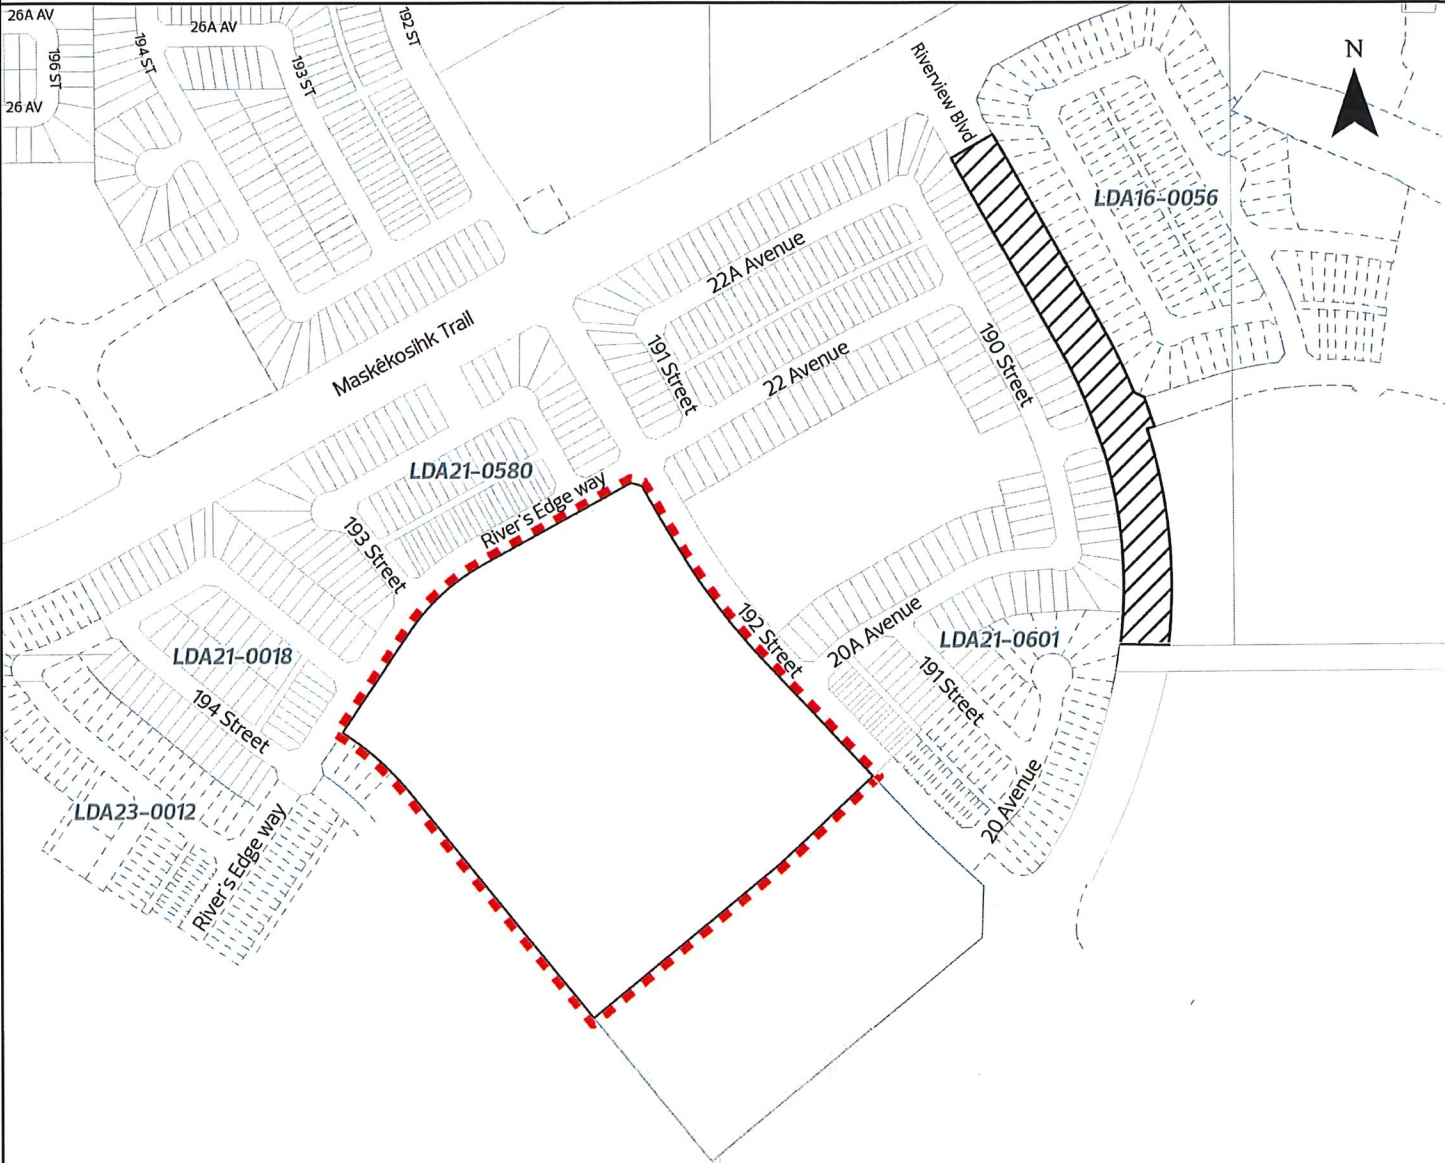 26A AV
26A AV
192 ST
194 ST
196 ST
193 ST
26 AV
Riverview Blvd
N
LDA16-0056
22A Avenue
Maskêkosihk Trail
191 Street
22 Avenue
190 Street
LDA21-0580
River's Edge way
193 Street
192 Street
20A Avenue
LDA21-0601
LDA21-0018
191 Street
194 Street
20 Avenue
LDA23-0012
River's Edge way